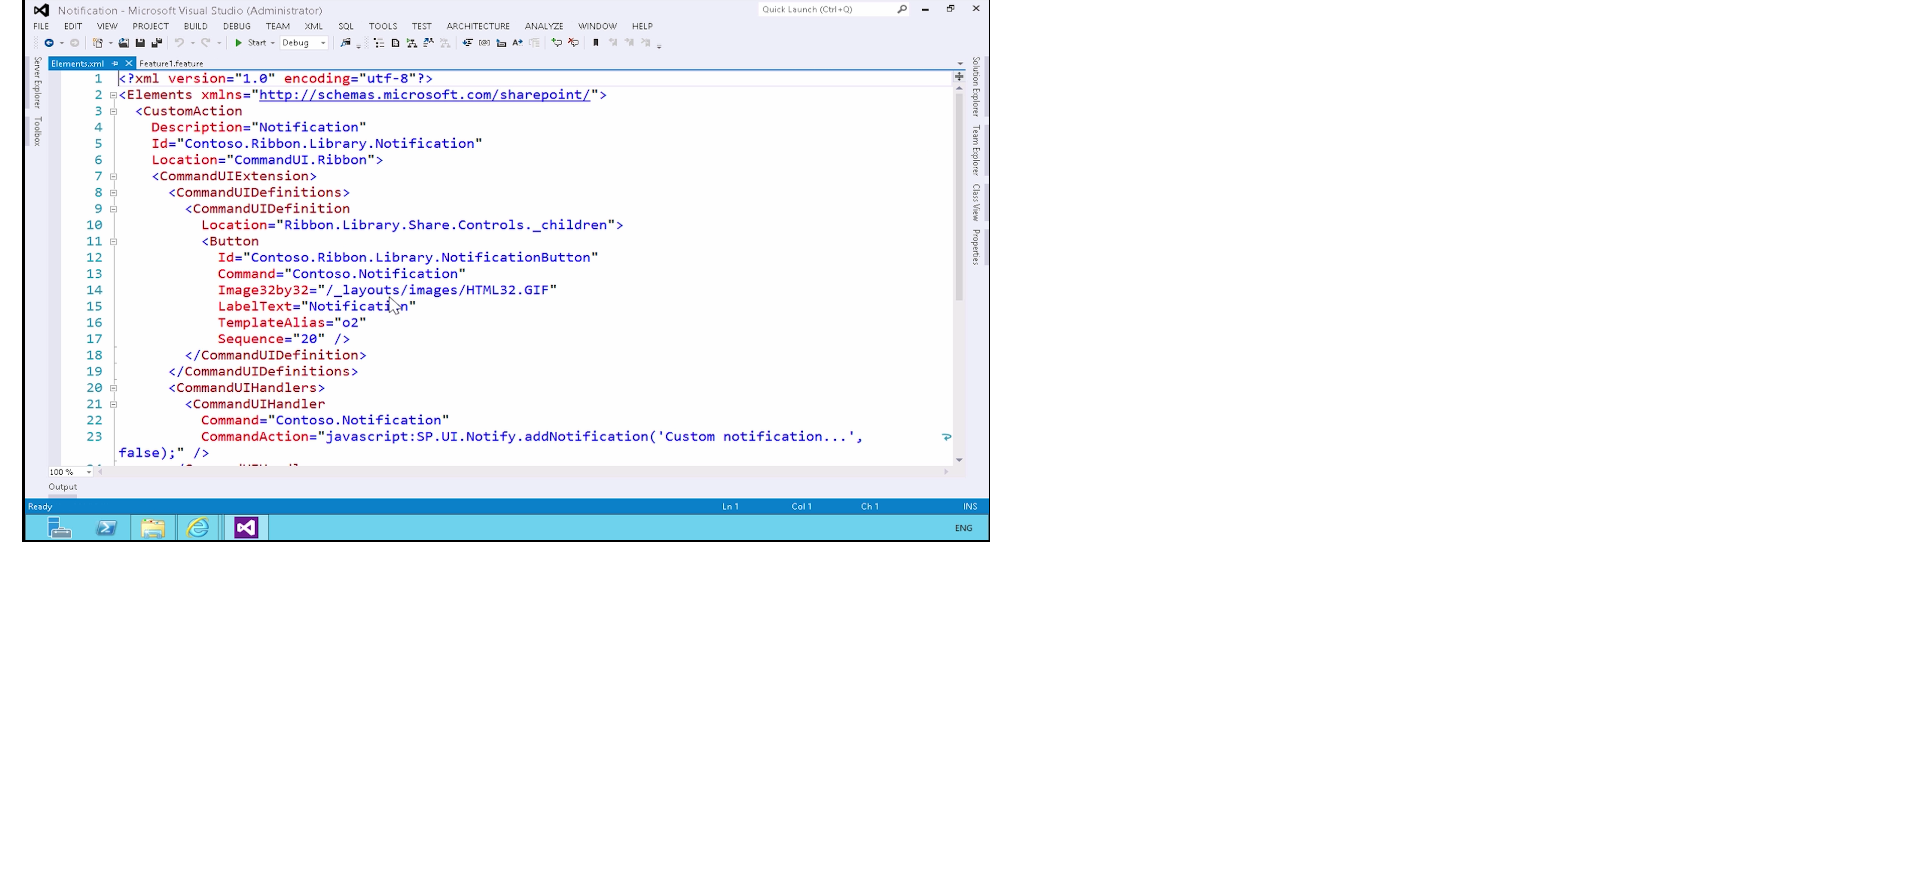 Notification - Microsoft Visual Studio (Administrator)
Quick Launch (Ctrl+Q)
FILE EDIT VIEW PROJECT BUILD DEBUG TEAM XML SQL TOOLS TEST ARCHITECTURE ANALYZE WINDOW HELP
Start Debug
Server Explorer
Toolbox
Elements.xml Feature1.feature
1 <?xml version="1.0" encoding="utf-8"?>
2 <Elements xmlns="http://schemas.microsoft.com/sharepoint/">
3 <CustomAction
4 Description="Notification"
5 Id="Contoso.Ribbon.Library.Notification"
6 Location="CommandUI.Ribbon">
7 <CommandUIExtension>
8 <CommandUIDefinitions>
9 <CommandUIDefinition
10 Location="Ribbon.Library.Share.Controls._children">
11 <Button
12 Id="Contoso.Ribbon.Library.NotificationButton"
13 Command="Contoso.Notification"
14 Image32by32="/_layouts/images/HTML32.GIF"
15 LabelText="Notification"
16 TemplateAlias="o2"
17 Sequence="20" />
18 </CommandUIDefinition>
19 </CommandUIDefinitions>
20 <CommandUIHandlers>
21 <CommandUIHandler
22 Command="Contoso.Notification"
23 CommandAction="javascript:SP.UI.Notify.addNotification('Custom notification...',
false);" />
Solution Explorer
Team Explorer
Class View
Properties
100 %
Output
Ready Ln 1 Col 1 Ch 1 INS
ENG